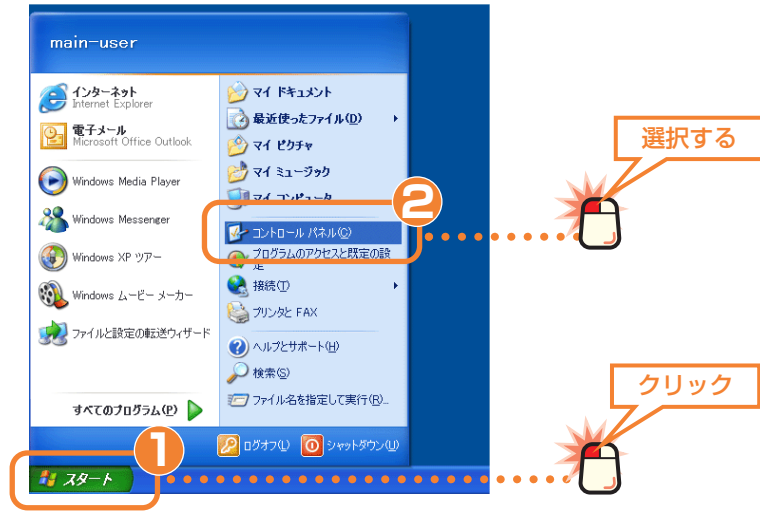 main-user
インターネット
Internet Explorer
電子メール
Microsoft Office Outlook
Windows Media Player
Windows Messenger
Windows XP ツアー
Windows ムービー メーカー
ファイルと設定の転送ウィザード
すべてのプログラム(P)
マイ ドキュメント
最近使ったファイル(D)
マイ ピクチャ
マイ ミュージック
マイ コンピュータ
2
コントロール パネル(C)
プログラムのアクセスと既定の設
定
接続(T)
プリンタと FAX
ヘルプとサポート(H)
検索(S)
ファイル名を指定して実行(R)...
ログオフ(L)
シャットダウン(U)
1
スタート
選択する
クリック